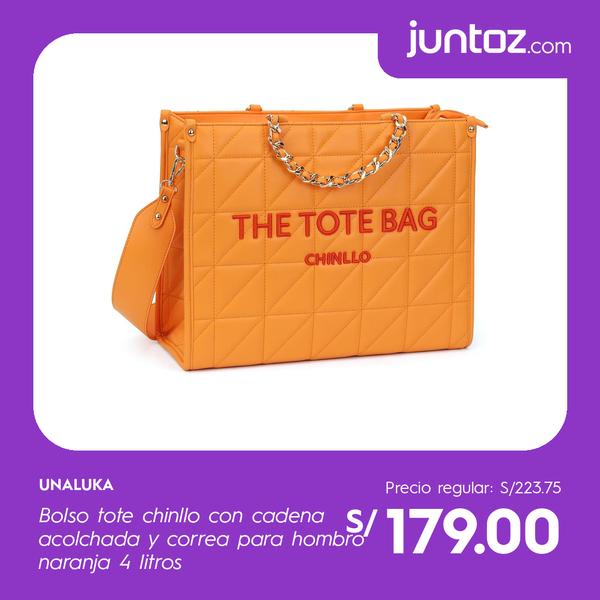 juntoz.com
THE TOTE BAG
CHINLLO
UNALUKA
Precio regular: S/223.75
Bolso tote chinllo con cadena
acolchada y correa para hombro
naranja 4 litros
S/179.00